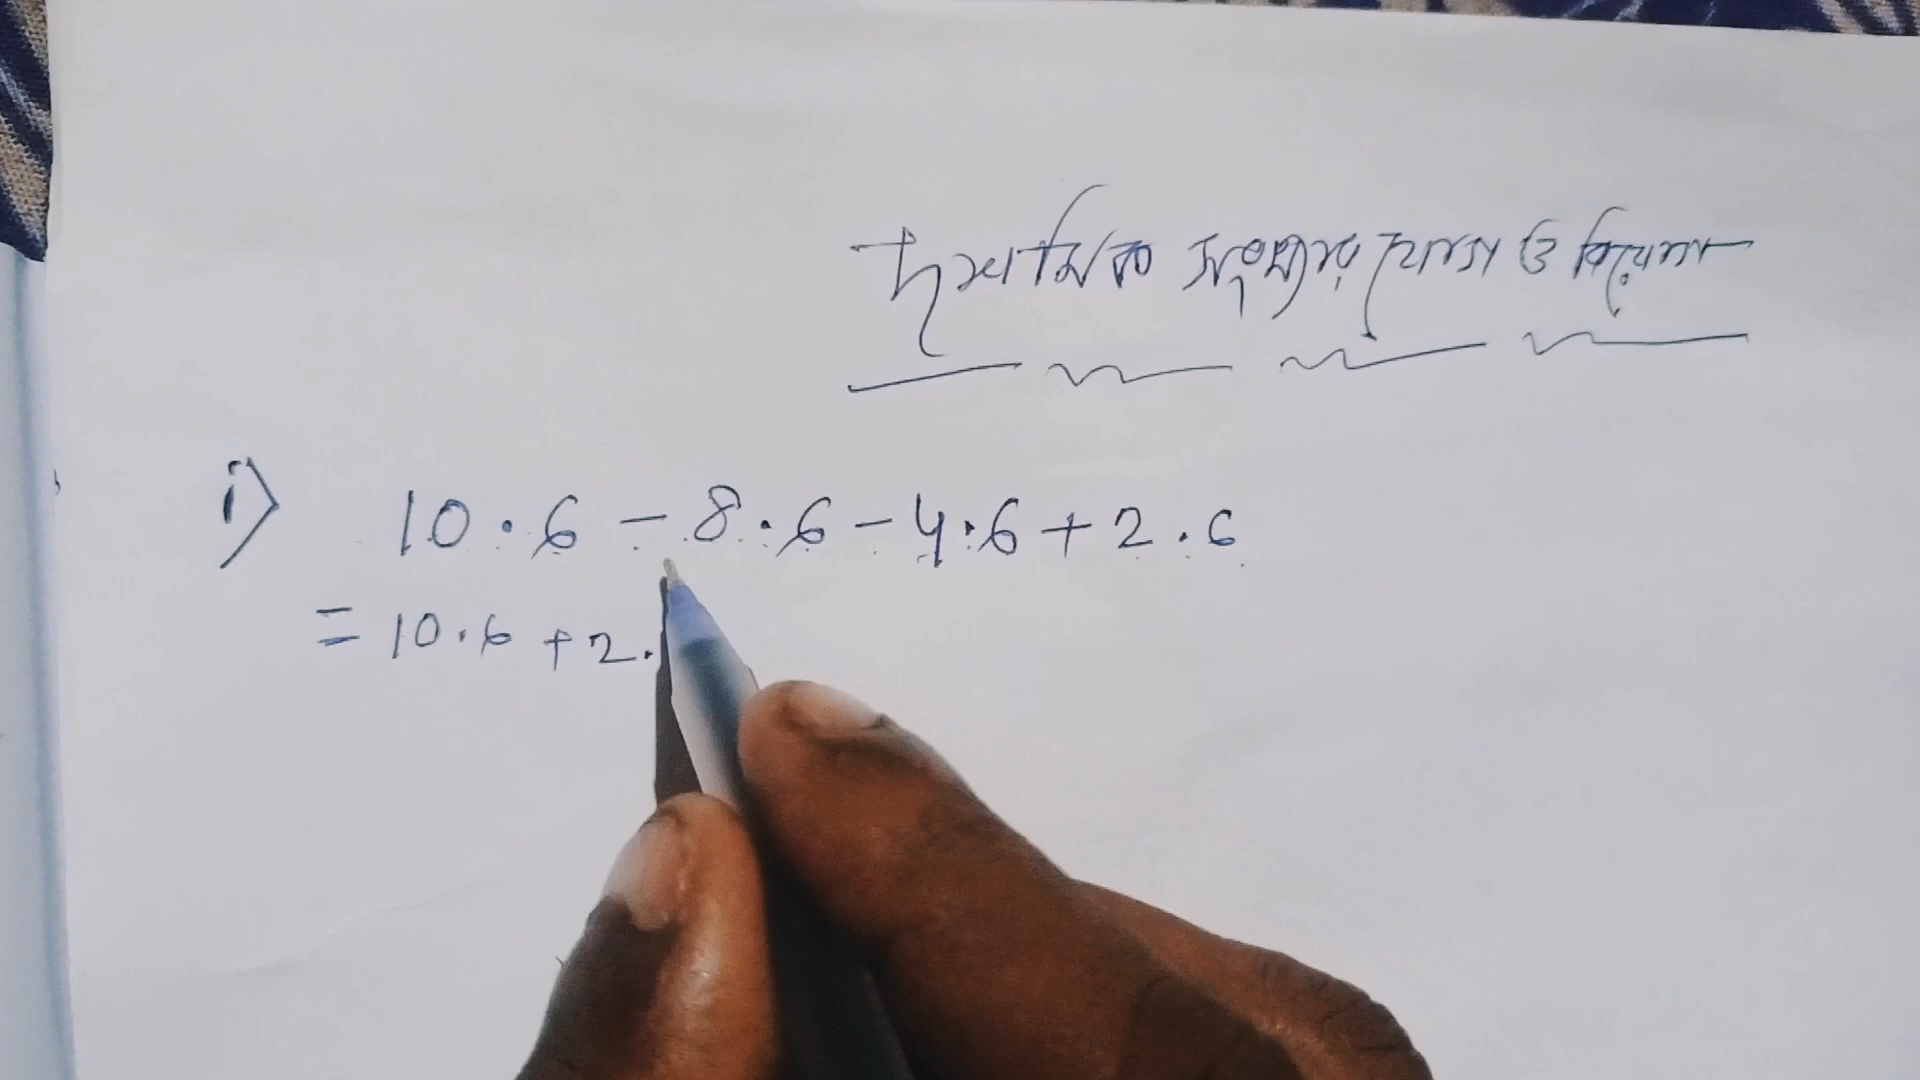 দশমিক সংখ্যার যোগ ও বিয়োগ
i) 10.6 - 8.6 - 4.6 + 2.6
= 10.6 + 2.